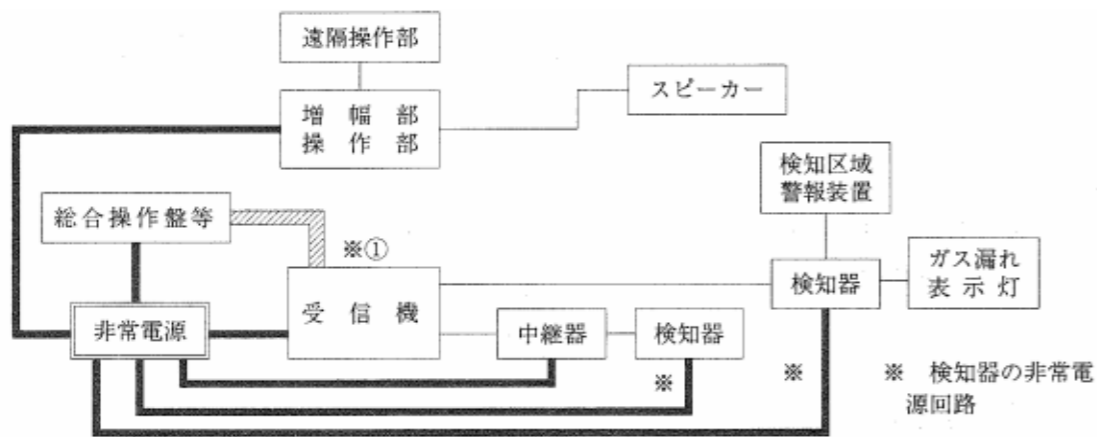 遠隔操作部
増幅部
操作部
スピーカー
検知区域
警報装置
総合操作盤等
※①
受信機
検知器
ガス漏れ
表示灯
非常電源
中継器
検知器
※
※
※ 検知器の非常電
源回路